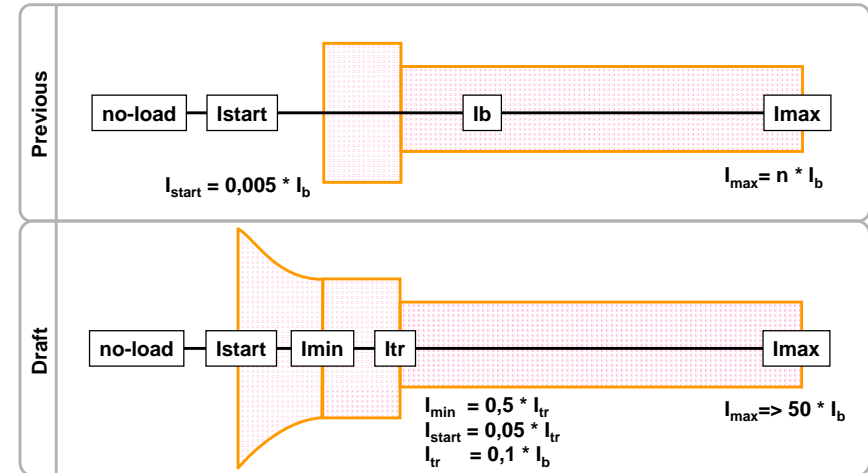 Previous
no-load Istart Ib Imax
Istart = 0,005 * Ib
Imax= n * Ib
Draft
no-load Istart Imin Itr Imax
Imin = 0,5 * Itr
Istart = 0,05 * Itr
Itr = 0,1 * Ib
Imax=> 50 * Ib